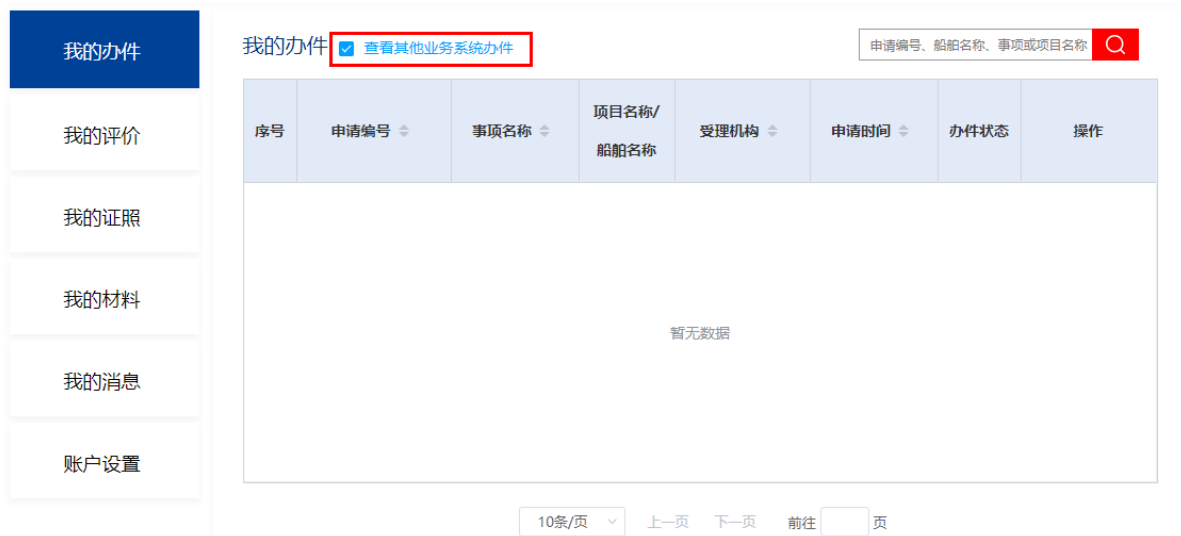 我的办件
我的评价
我的证照
我的材料
我的消息
账户设置
我的办件 查看其他业务系统办件
申请编号、船舶名称、事项或项目名称
序号 申请编号 事项名称 项目名称/ 受理机构 申请时间 办件状态 操作
船舶名称
暂无数据
10条/页 上一页 下一页 前往 页